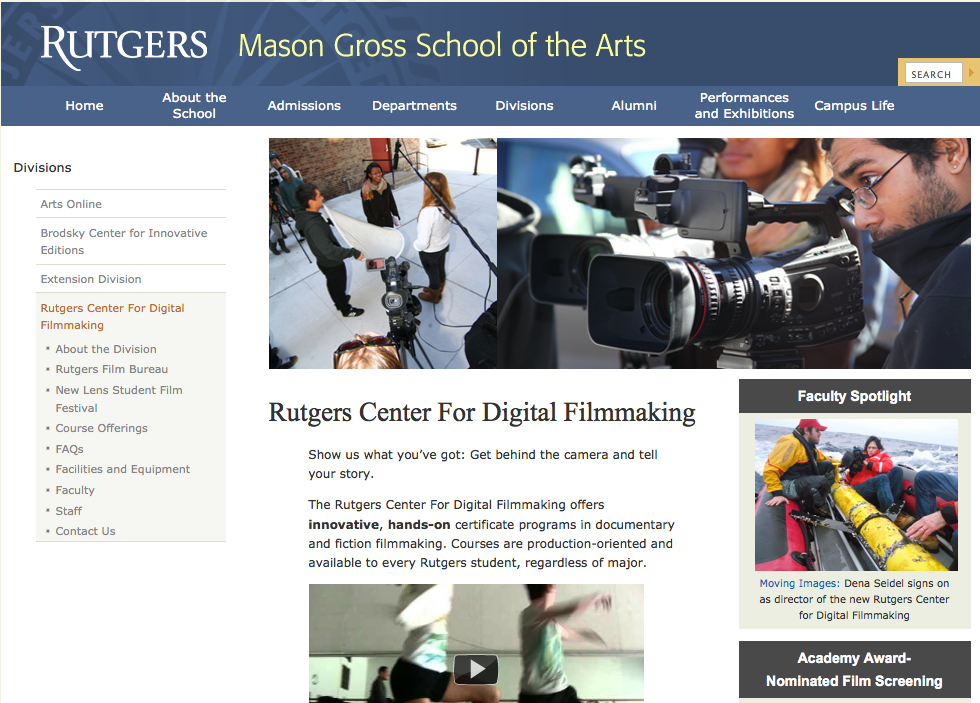 RUTGERS
Mason Gross School of the Arts
SEARCH
Home
About the
School
Admissions
Departments
Divisions
Alumni
Performances
and Exhibitions
Campus Life
Divisions
Arts Online
Brodsky Center for Innovative
Editions
Extension Division
Rutgers Center For Digital
Filmmaking
About the Division
Rutgers Film Bureau
New Lens Student Film
Festival
Course Offerings
FAQs
Facilities and Equipment
Faculty
Staff
Contact Us
Rutgers Center For Digital Filmmaking
Show us what you’ve got: Get behind the camera and tell
your story.
The Rutgers Center For Digital Filmmaking offers
innovative, hands-on certificate programs in documentary
and fiction filmmaking. Courses are production-oriented and
available to every Rutgers student, regardless of major.
Faculty Spotlight
Moving Images: Dena Seidel signs on
as director of the new Rutgers Center
for Digital Filmmaking
Academy Award-
Nominated Film Screening